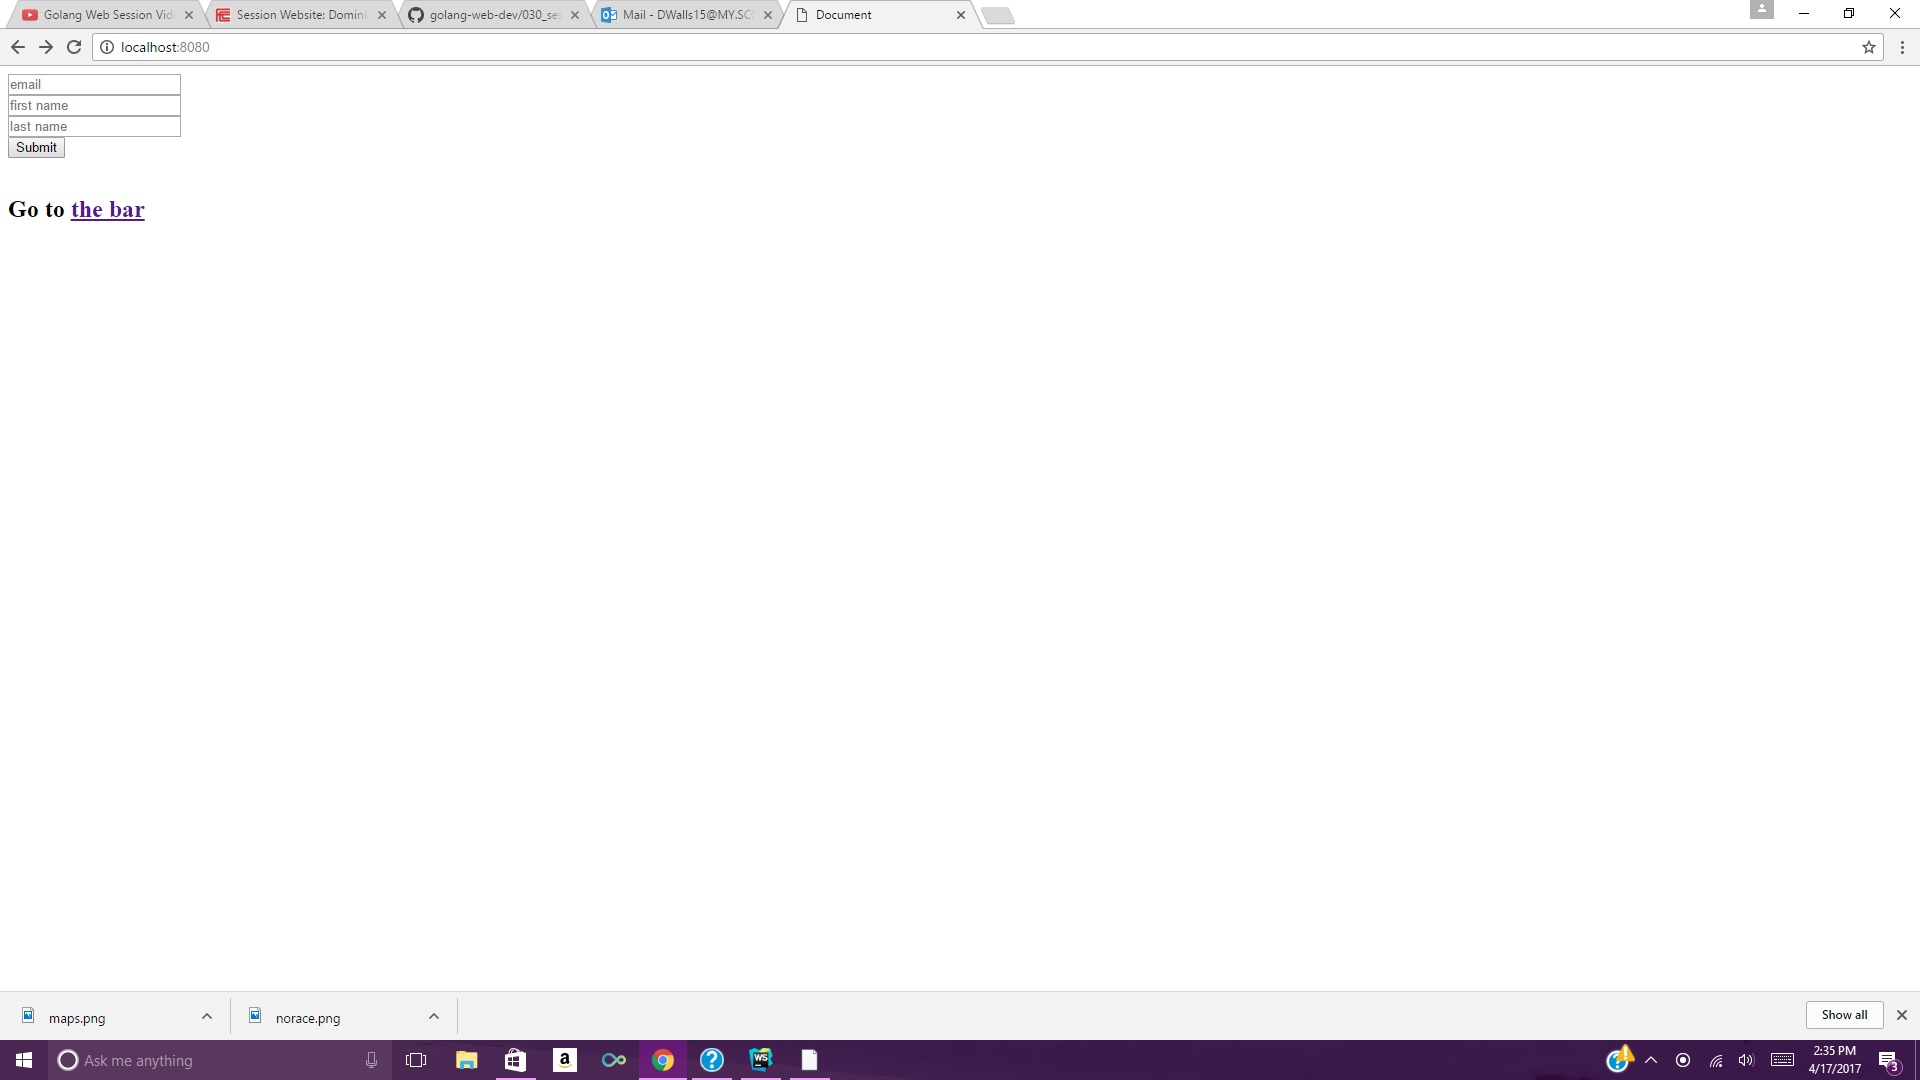 Golang Web Session Vid
Session Website: Domini
golang-web-dev/030_se
Mail - DWalls15@MY.SC
Document
localhost:8080
email
first name
last name
Submit
Go to the bar
maps.png
norace.png
Show all
Ask me anything
a
?
WS
?
2:35 PM
4/17/2017
3